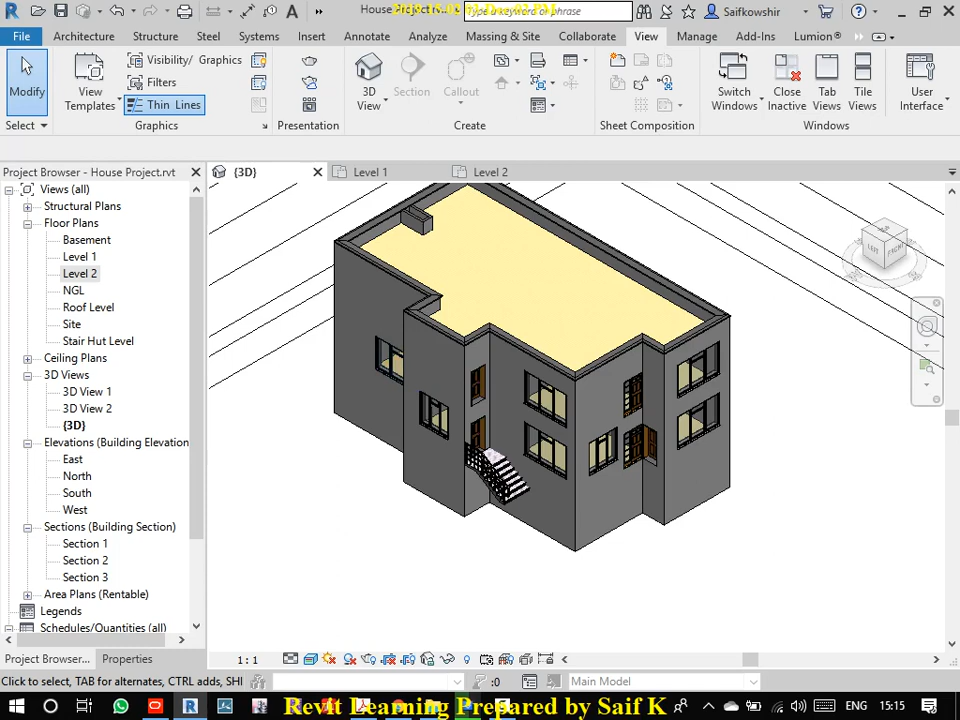 House Project.rv...
Type a keyword or phrase
Saifkowshir
File
Architecture
Structure
Steel
Systems
Insert
Annotate
Analyze
Massing & Site
Collaborate
View
Manage
Add-Ins
Lumion®
Modify
View
Templates
Visibility/ Graphics
Filters
Thin Lines
3D
View
Section
Callout
Switch
Windows
Close
Inactive
Tab
Views
Tile
Views
User
Interface
Select
Graphics
Presentation
Create
Sheet Composition
Windows
Project Browser - House Project.rvt
{3D}
Level 1
Level 2
Views (all)
Structural Plans
Floor Plans
Basement
Level 1
Level 2
NGL
Roof Level
Site
Stair Hut Level
Ceiling Plans
3D Views
3D View 1
3D View 2
{3D}
Elevations (Building Elevation
East
North
South
West
Sections (Building Section)
Section 1
Section 2
Section 3
Area Plans (Rentable)
Legends
Schedules/Quantities (all)
LEFT
FRONT
Project Browser...
Properties
1 : 1
Click to select, TAB for alternates, CTRL adds, SHI
:0
Main Model
Revit Learning Prepared by Saif K
ENG
15:15